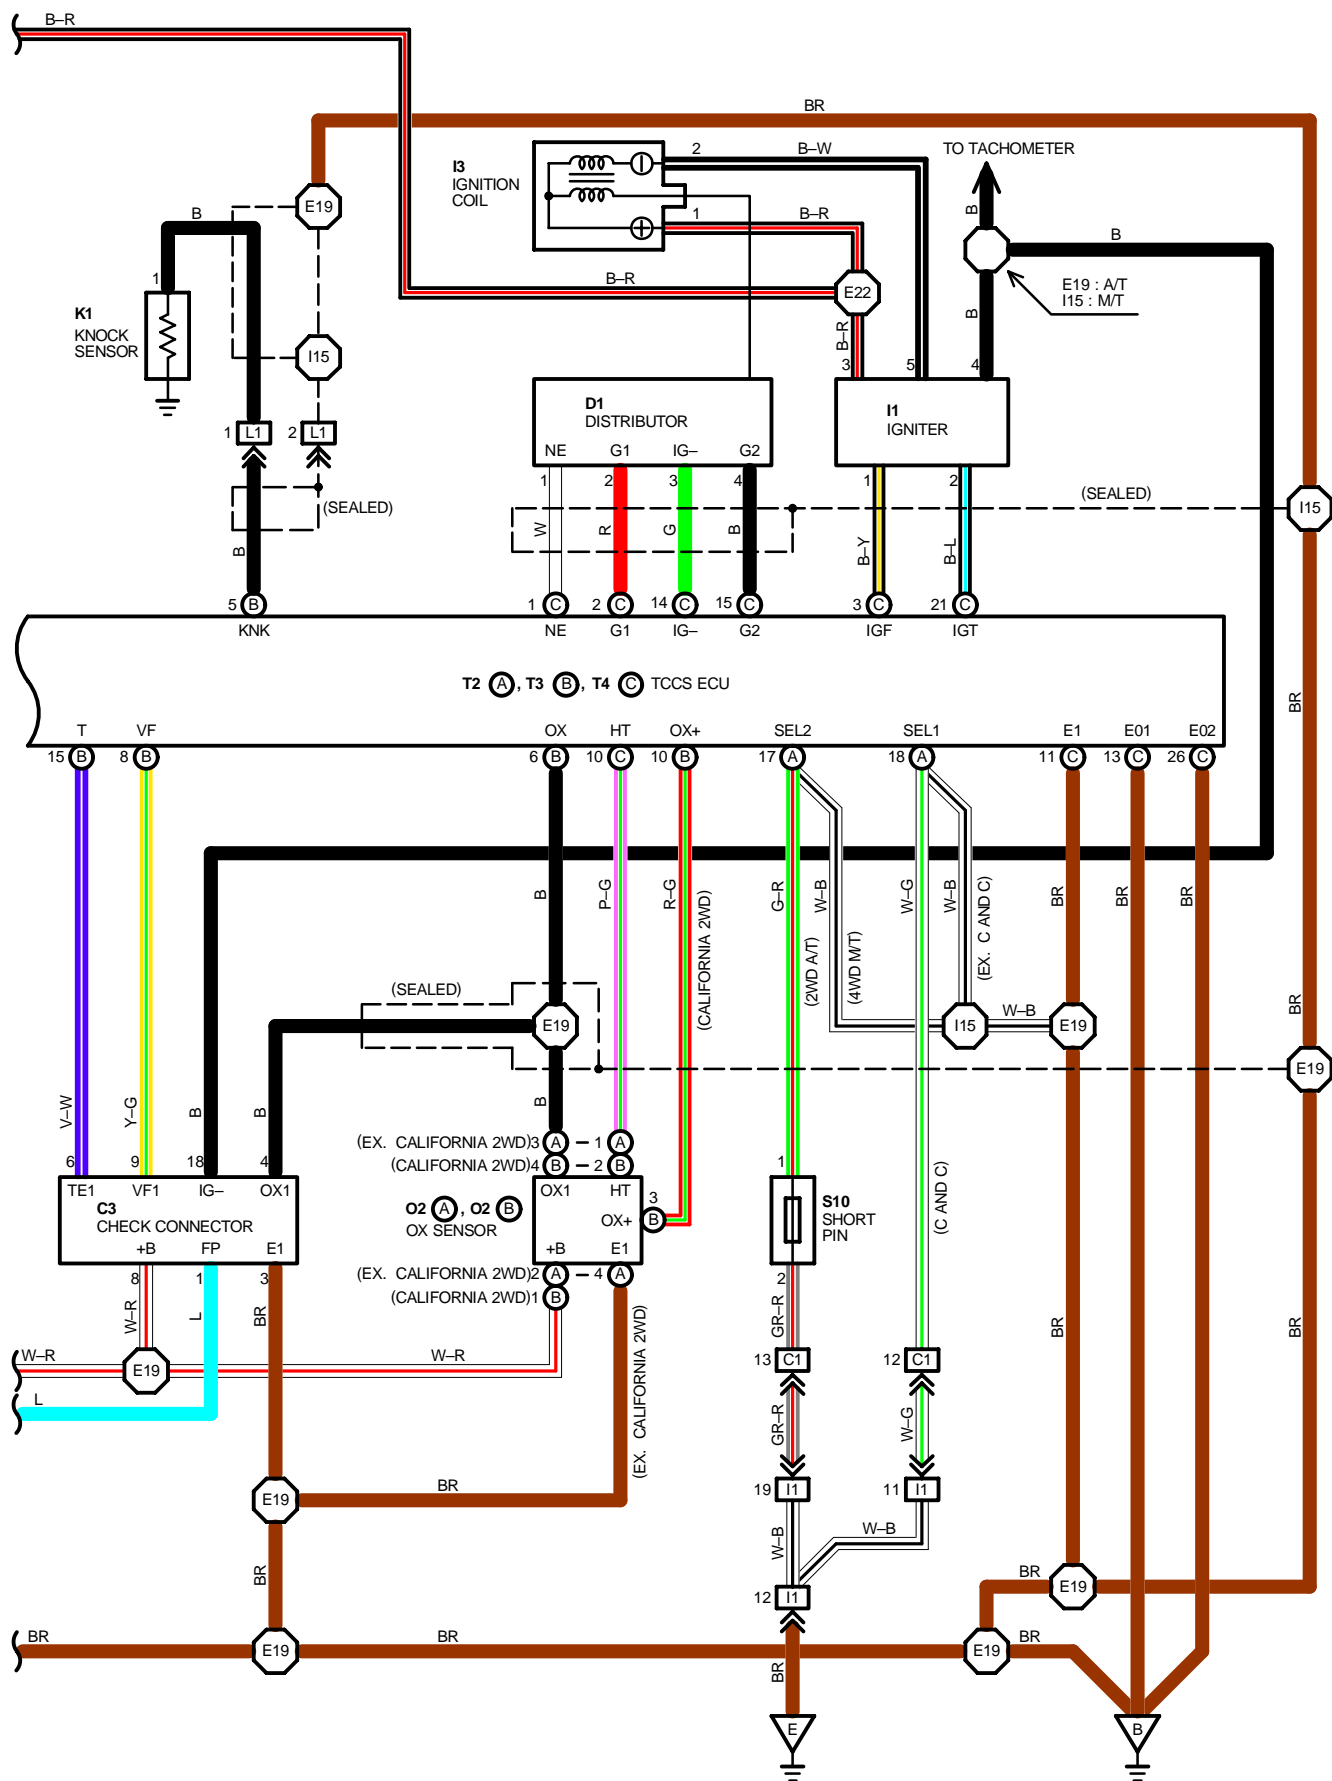 B–R
BR
I3
IGNITION
COIL
2
B–W
TO TACHOMETER
B
E19
B
1
B–R
B
1
B–R
E22
E19 : A/T
I15 : M/T
K1
KNOCK
SENSOR
I15
B–R
B
3
5
4
D1
DISTRIBUTOR
I1
IGNITER
1
L1
2
L1
NE
G1
IG–
G2
1
2
3
4
1
2
(SEALED)
(SEALED)
I15
W
R
G
B
B–Y
B–L
B
5
B
1
C
2
C
14
C
15
C
3
C
21
C
KNK
NE
G1
IG–
G2
IGF
IGT
T2 A , T3 B , T4 C TCCS ECU
BR
T
VF
OX
HT
OX+
SEL2
SEL1
E1
E01
E02
15
B
8
B
6
B
10
C
10
B
17
A
18
A
11
C
13
C
26
C
B
P–G
R–G
(CALIFORNIA 2WD)
G–R
(2WD A/T)
W–B
(4WD M/T)
W–G
W–B
(EX. C AND C)
BR
BR
BR
(SEALED)
E19
I15
W–B
E19
BR
E19
V–W
Y–G
B
B
B
(EX. CALIFORNIA 2WD)
3
A
1
A
(CALIFORNIA 2WD)
4
B
2
B
6
9
18
4
1
(C AND C)
TE1
VF1
IG–
OX1
C3
CHECK CONNECTOR
+B
FP
E1
O2 A , O2 B
OX SENSOR
OX1
HT
OX+
3
B
+B
E1
S10
SHORT
PIN
8
1
3
(EX. CALIFORNIA 2WD)
2
A
4
A
(CALIFORNIA 2WD)
1
B
2
W–R
L
BR
GR–R
BR
BR
W–R
E19
W–R
13
C1
12
C1
L
(EX. CALIFORNIA 2WD)
GR–R
W–G
E19
BR
19
I1
11
I1
W–B
W–B
BR
12
I1
BR
E19
BR
E19
BR
E19
BR
BR
E
B